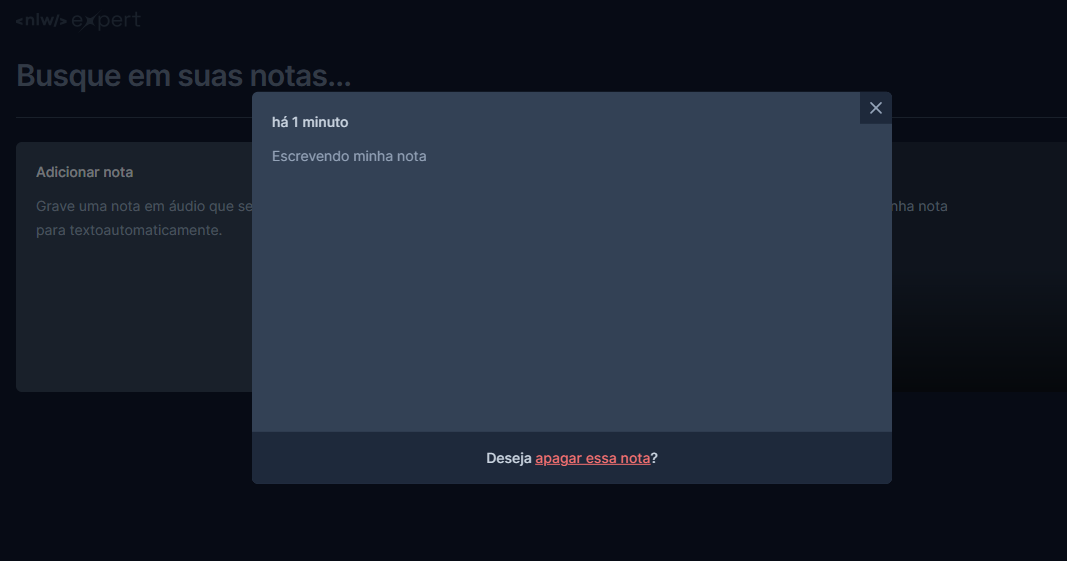 <nlw/> expert
Busque em suas notas...
há 1 minuto
Escrevendo minha nota
Adicionar nota
Grave uma nota em áudio que se
para textoautomaticamente.
nota
Deseja apagar essa nota?